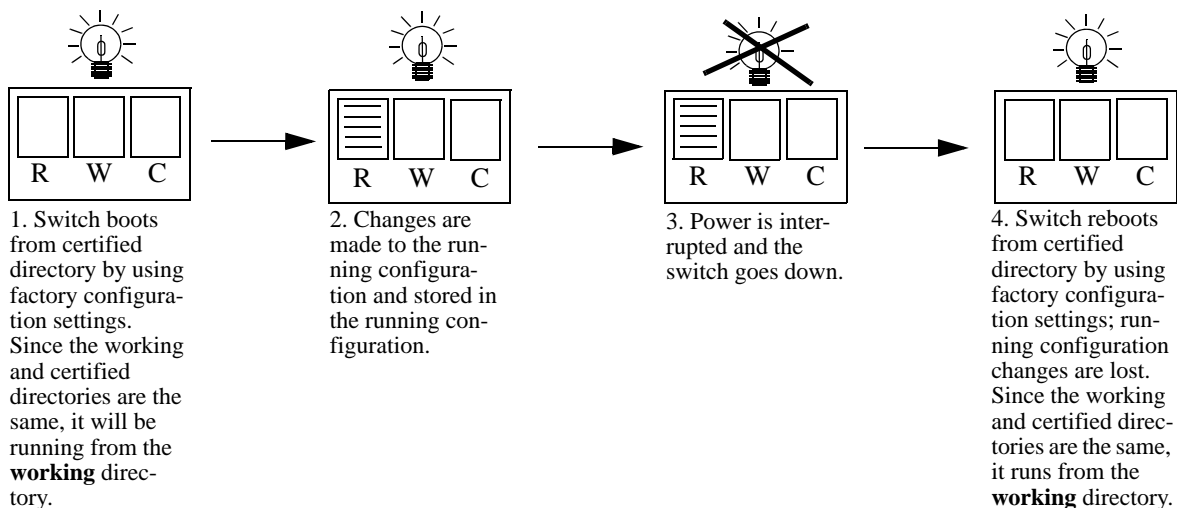 R W C
1. Switch boots
from certified
directory by using
factory configura-
tion settings.
Since the working
and certified
directories are the
same, it will be
running from the
working direc-
tory.
R W C
2. Changes are
made to the run-
ning configura-
tion and stored in
the running con-
figuration.
R W C
3. Power is inter-
rupted and the
switch goes down.
R W C
4. Switch reboots
from certified
directory by using
factory configura-
tion settings; run-
ning configuration
changes are lost.
Since the working
and certified direc-
tories are the same,
it runs from the
working directory.